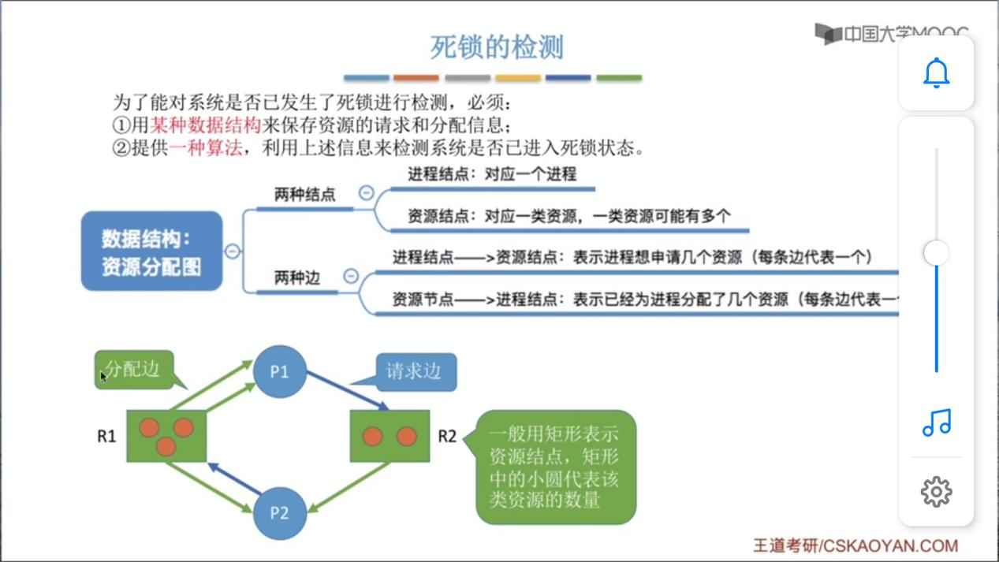 中国大学MOOC
死锁的检测
为了能对系统是否已发生了死锁进行检测，必须：
①用某种数据结构来保存资源的请求和分配信息；
②提供一种算法，利用上述信息来检测系统是否已进入死锁状态。
进程结点：对应一个进程
两种结点
资源结点：对应一类资源，一类资源可能有多个
数据结构：
资源分配图
进程结点——>资源结点：表示进程想申请几个资源（每条边代表一个）
两种边
资源节点——>进程结点：表示已经为进程分配了几个资源（每条边代表一
分配边
P1
请求边
R1
R2
一般用矩形表示
资源结点，矩形
中的小圆代表该
类资源的数量
P2
王道考研/CSKAOYAN.COM